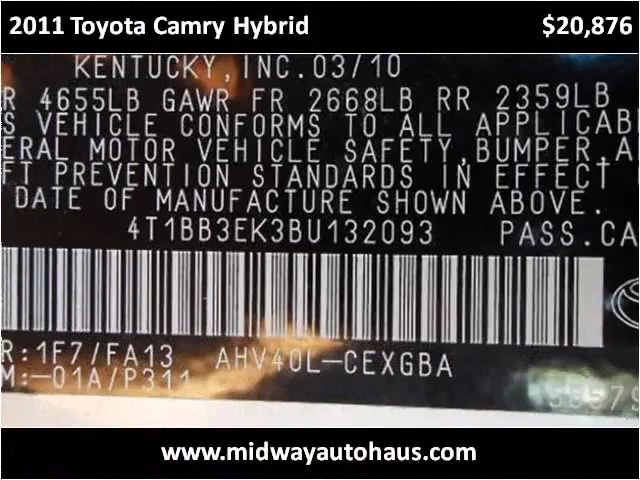 2011 Toyota Camry Hybrid $20,876
KENTUCKY, INC. 03/10
R 4655LB GAWR FR 2668LB RR 2359LB
S VEHICLE CONFORMS TO ALL APPLICAB
ERAL MOTOR VEHICLE SAFETY, BUMPER, A
FT PREVENTION STANDARDS IN EFFECT
DATE OF MANUFACTURE SHOWN ABOVE.
4T1BB3EK3BU132093 PASS.CA
R:1F7/FA13 AHV40L-CEXGBA
M:-01A/P311
www.midwayautohaus.com